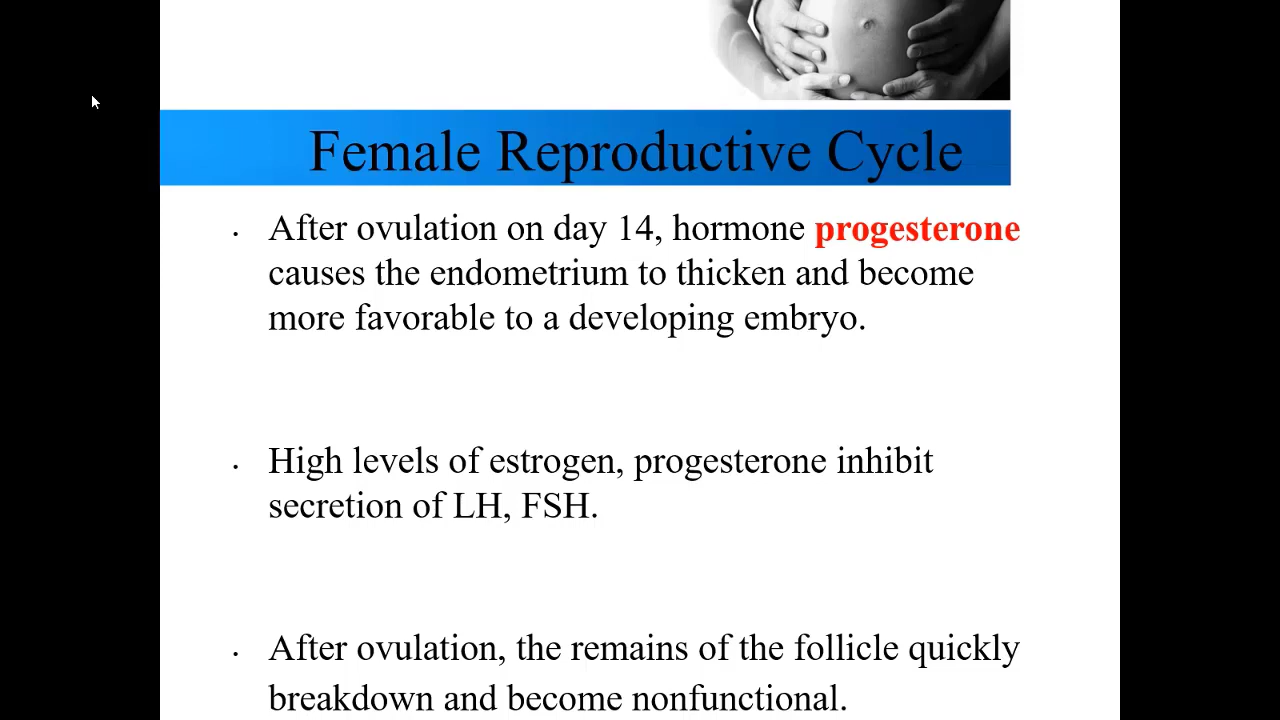 Female Reproductive Cycle
• After ovulation on day 14, hormone progesterone
causes the endometrium to thicken and become
more favorable to a developing embryo.
• High levels of estrogen, progesterone inhibit
secretion of LH, FSH.
• After ovulation, the remains of the follicle quickly
breakdown and become nonfunctional.